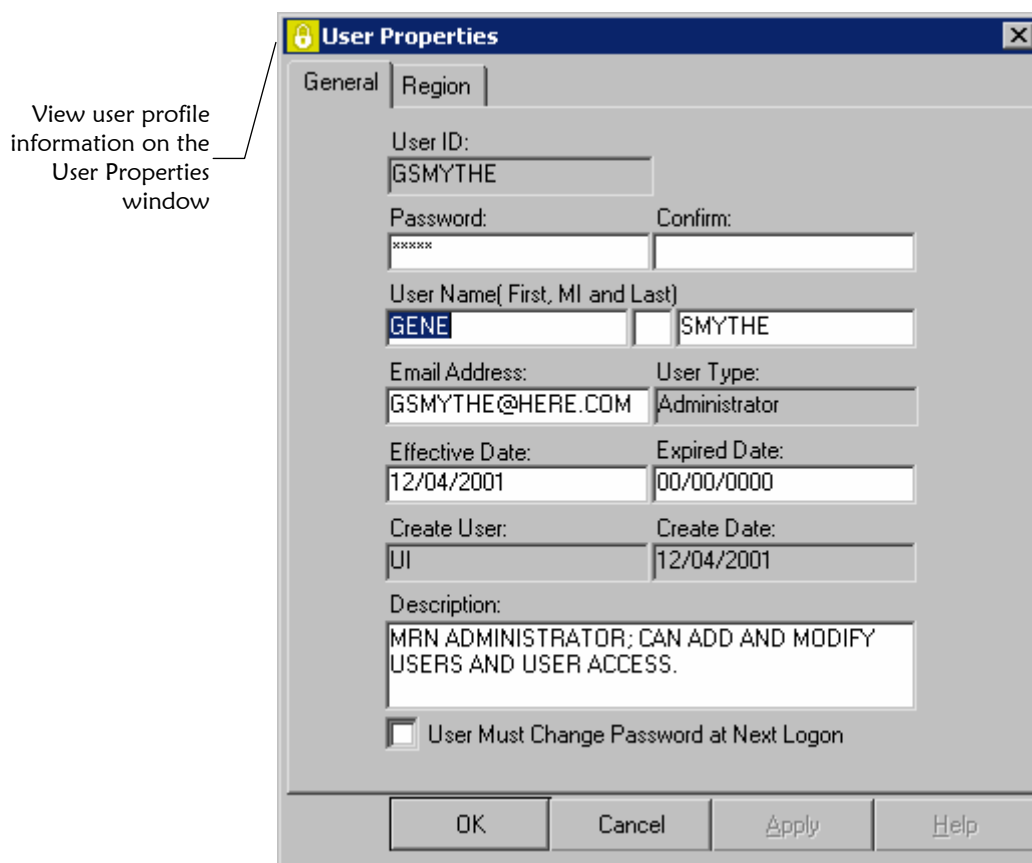 User Properties
General
Region
View user profile
information on the
User Properties
window
User ID:
GSMYTHE
Password:
Confirm:
*****
User Name( First, MI and Last)
GENE
SMYTHE
Email Address:
User Type:
GSMYTHE@HERE.COM
Administrator
Effective Date:
Expired Date:
12/04/2001
00/00/0000
Create User:
Create Date:
UI
12/04/2001
Description:
MRN ADMINISTRATOR; CAN ADD AND MODIFY
USERS AND USER ACCESS.
User Must Change Password at Next Logon
OK
Cancel
Apply
Help